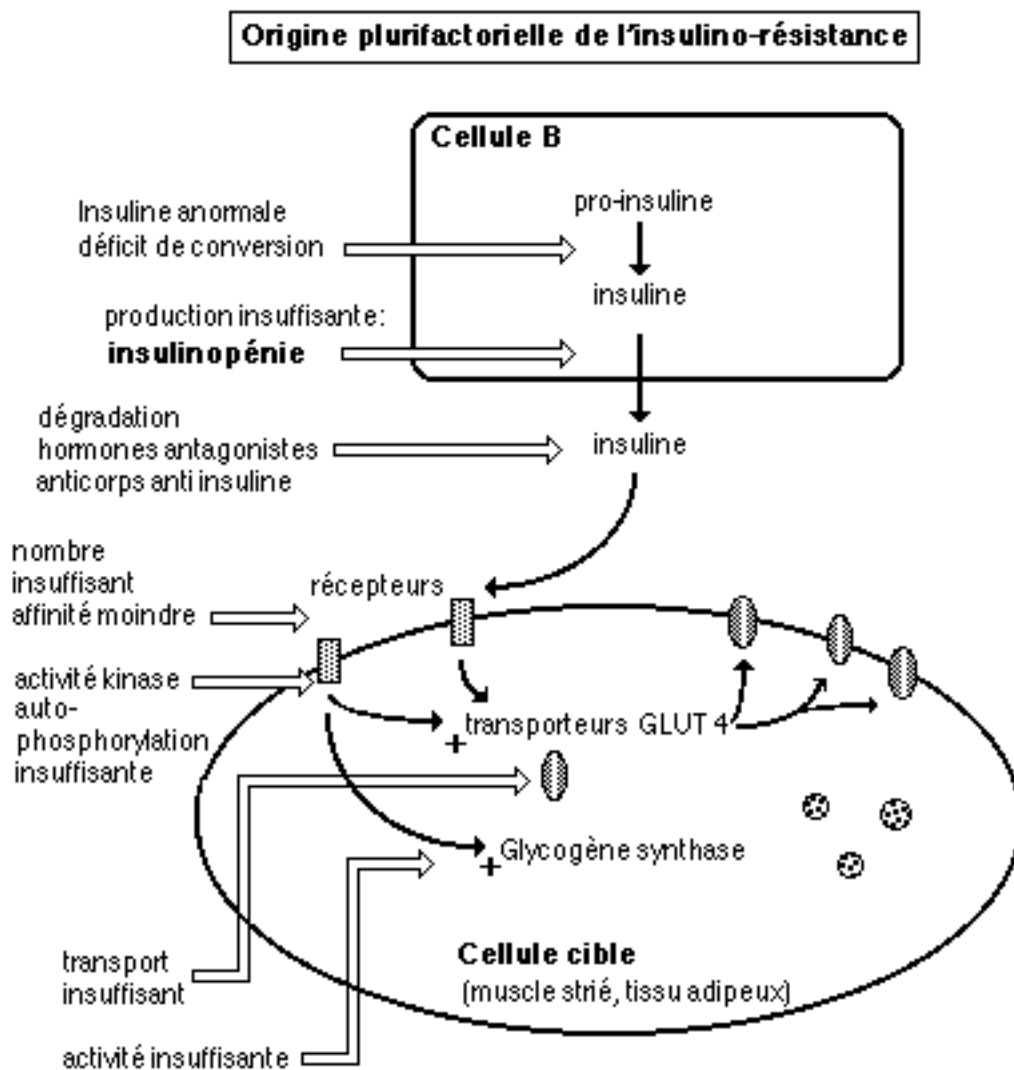 Origine plurifactorielle de l'insulino-résistance
Cellule B
pro-insuline
Insuline anormale
déficit de conversion
insuline
production insuffisante:
insulinopénie
dégradation
hormones antagonistes
anticorps anti insuline
insuline
nombre
insuffisant
affinité moindre
récepteurs
activité kinase
auto-
phosphorylation
insuffisante
+ transporteurs GLUT 4
+ Glycogène synthase
Cellule cible
(muscle strié, tissu adipeux)
transport
insuffisant
activité insuffisante